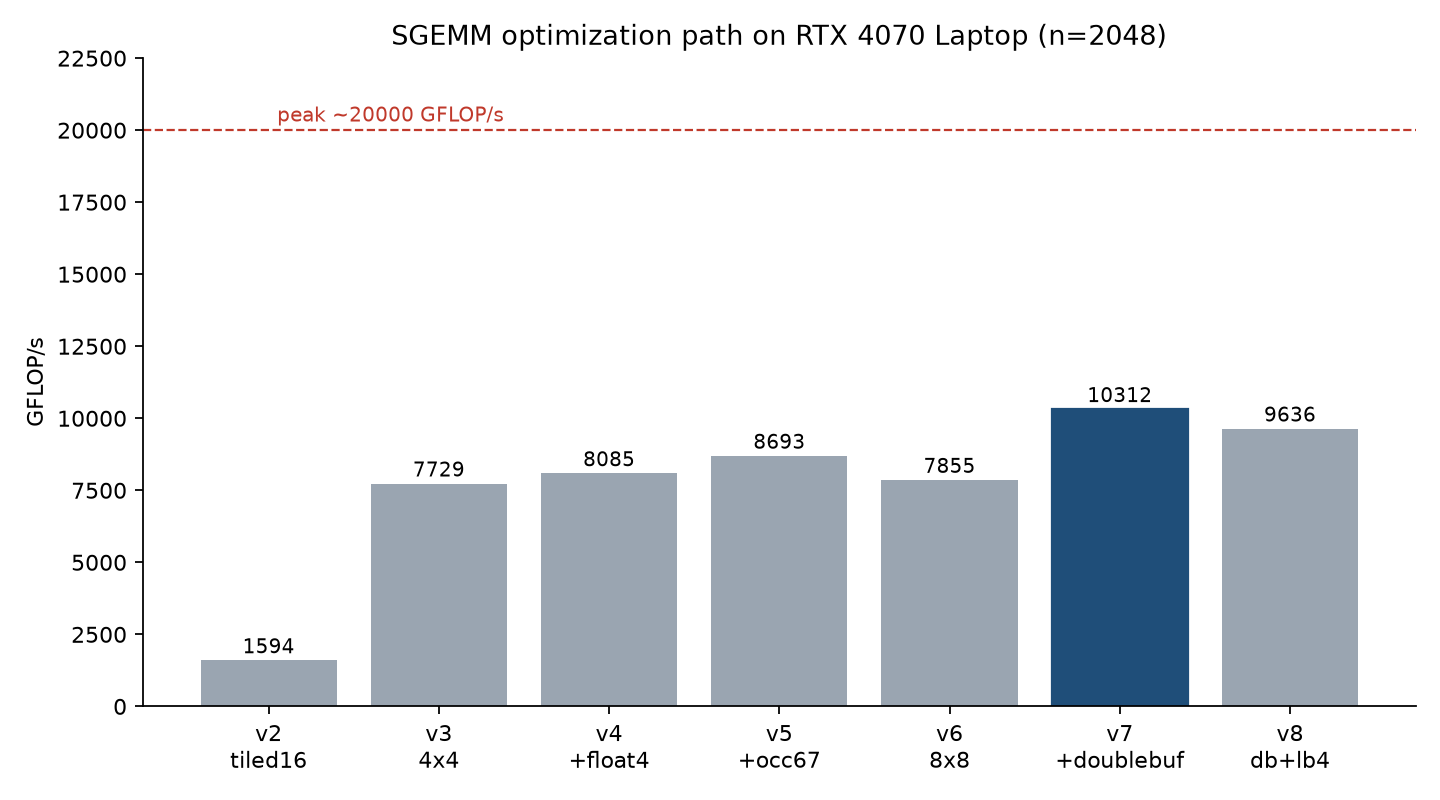 SGEMM optimization path on RTX 4070 Laptop (n=2048)
22500
peak ~20000 GFLOP/s
20000
17500
15000
12500
GFLOP/s
10312
10000
9636
8693
8085
7855
7729
7500
5000
2500
1594
0
v2
tiled16
v3
4x4
v4
+float4
v5
+occ67
v6
8x8
v7
+doublebuf
v8
db+lb4